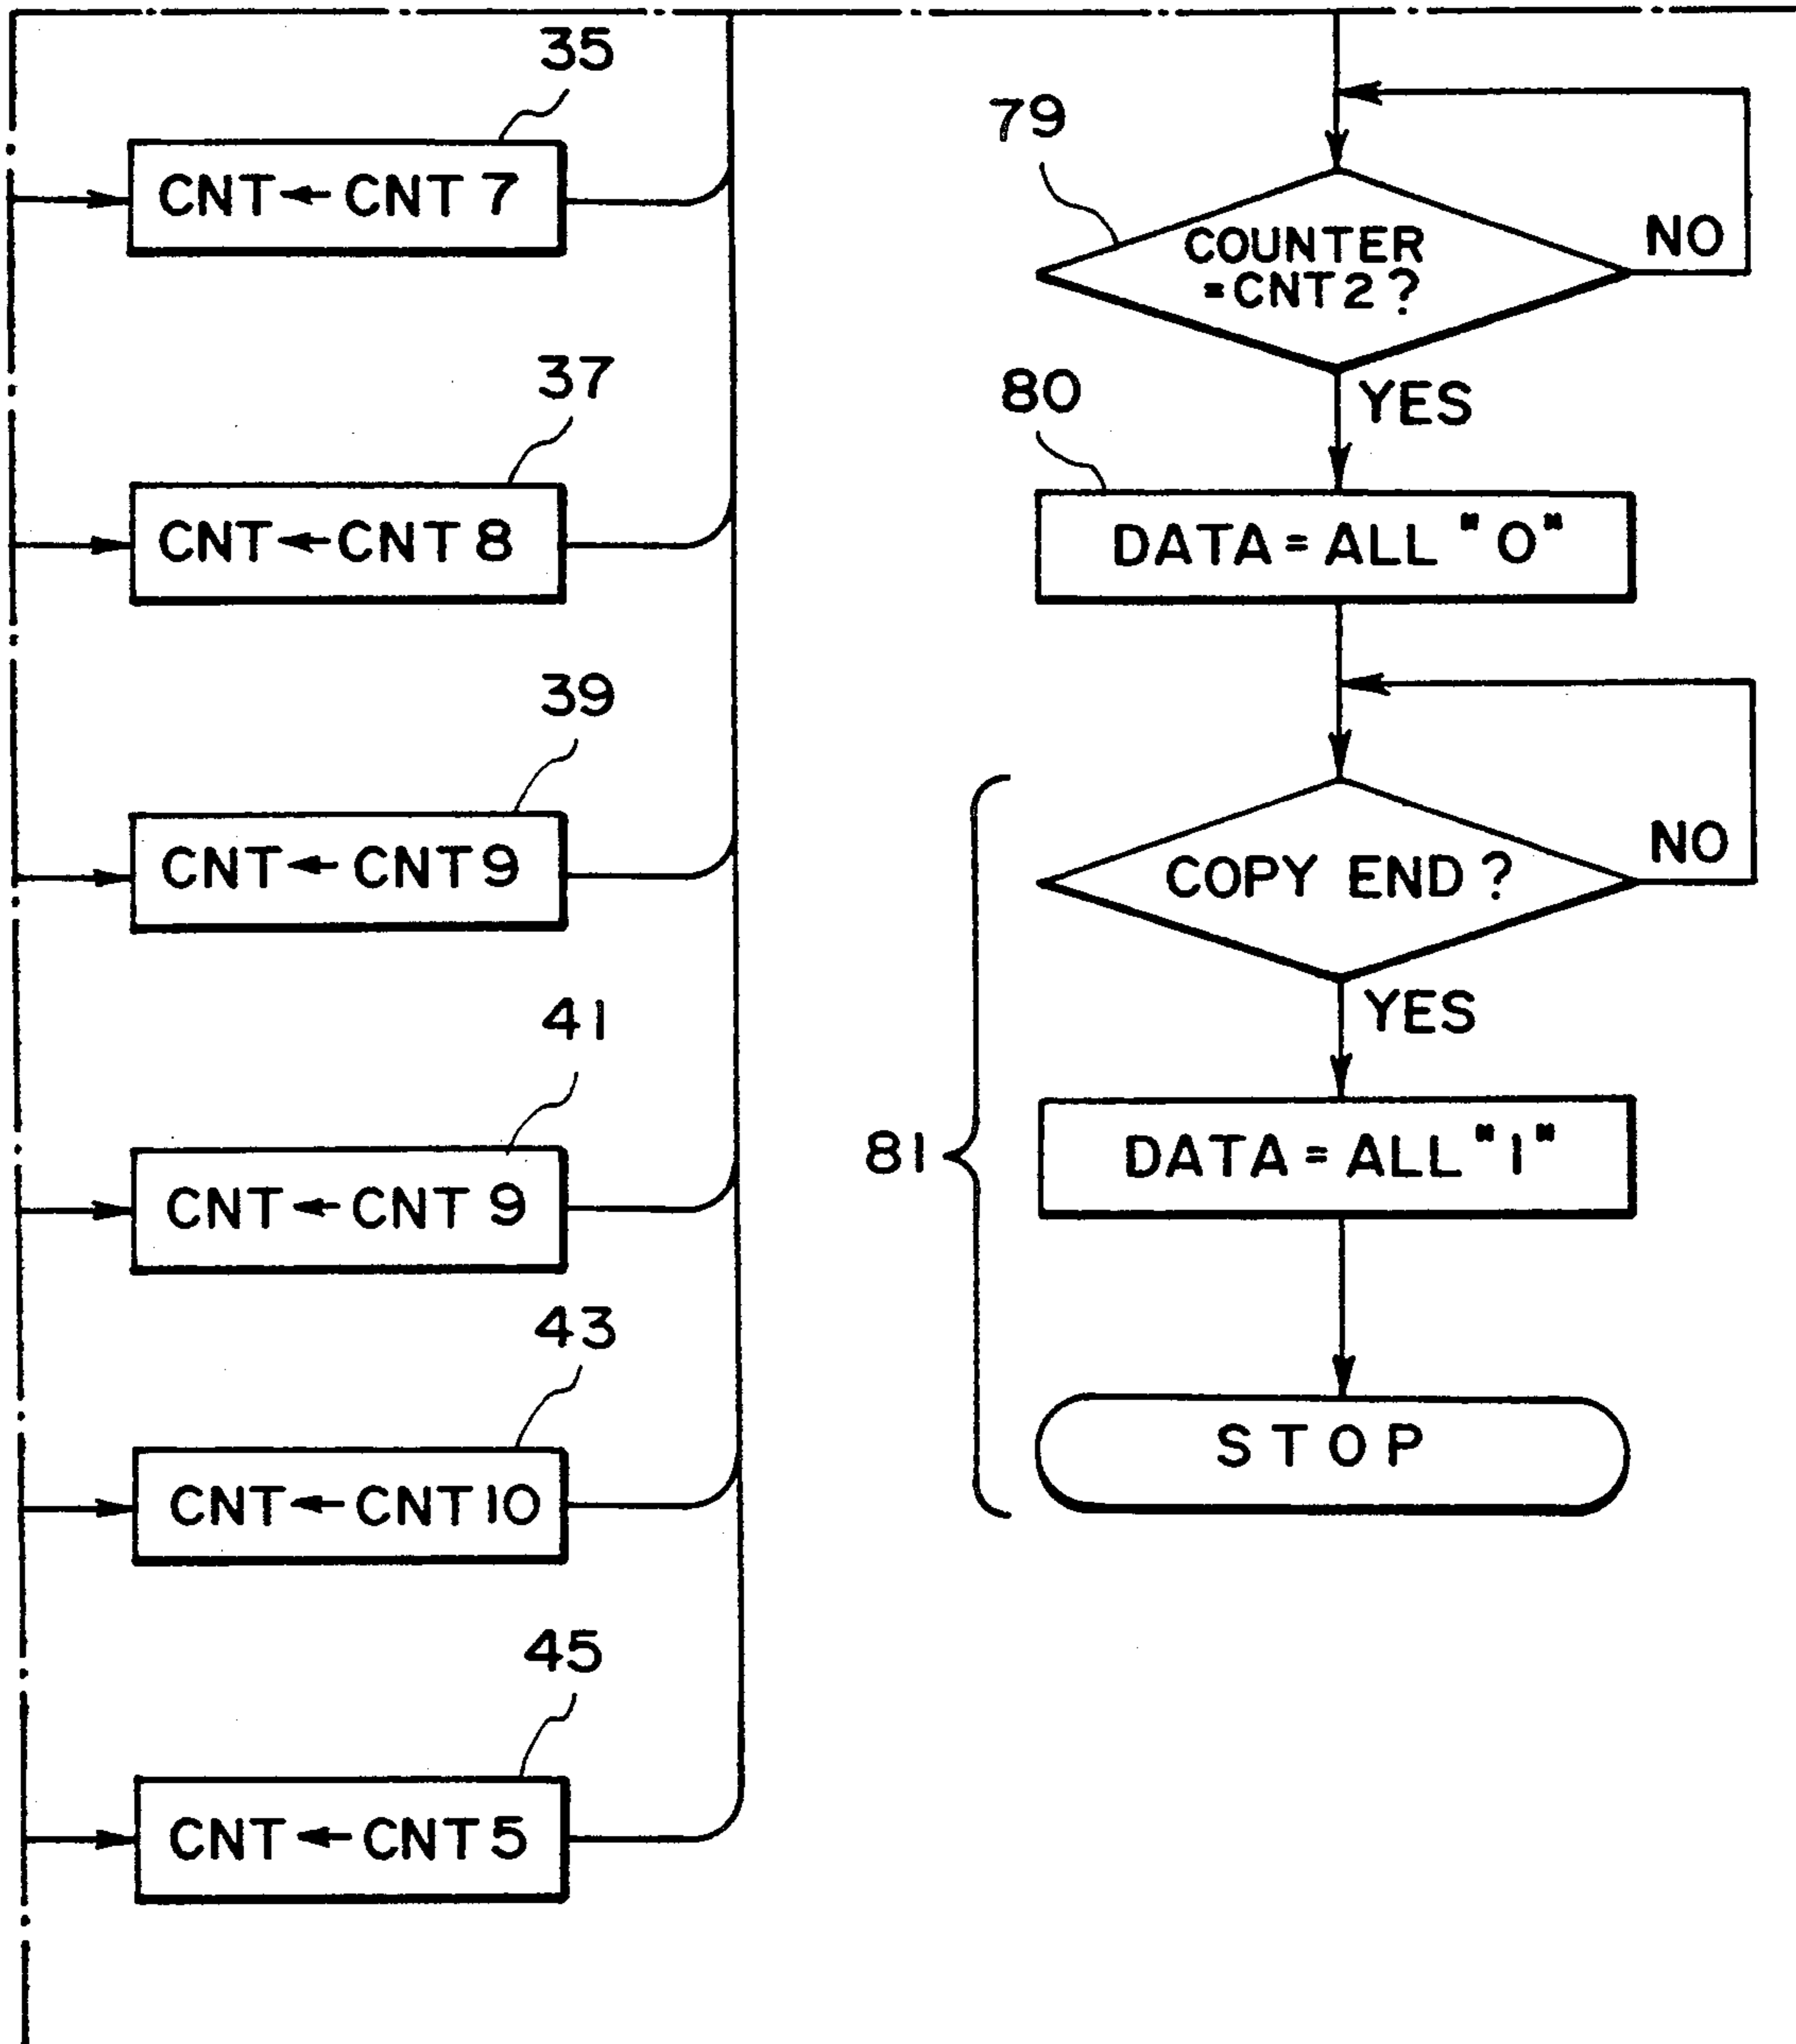 35
CNT ← CNT 7
37
CNT ← CNT 8
39
CNT ← CNT 9
41
CNT ← CNT 9
43
CNT ← CNT 10
45
CNT ← CNT 5
79
COUNTER
=CNT2?
NO
YES
80
DATA = ALL "0"
COPY END?
NO
YES
81
DATA = ALL "1"
STOP